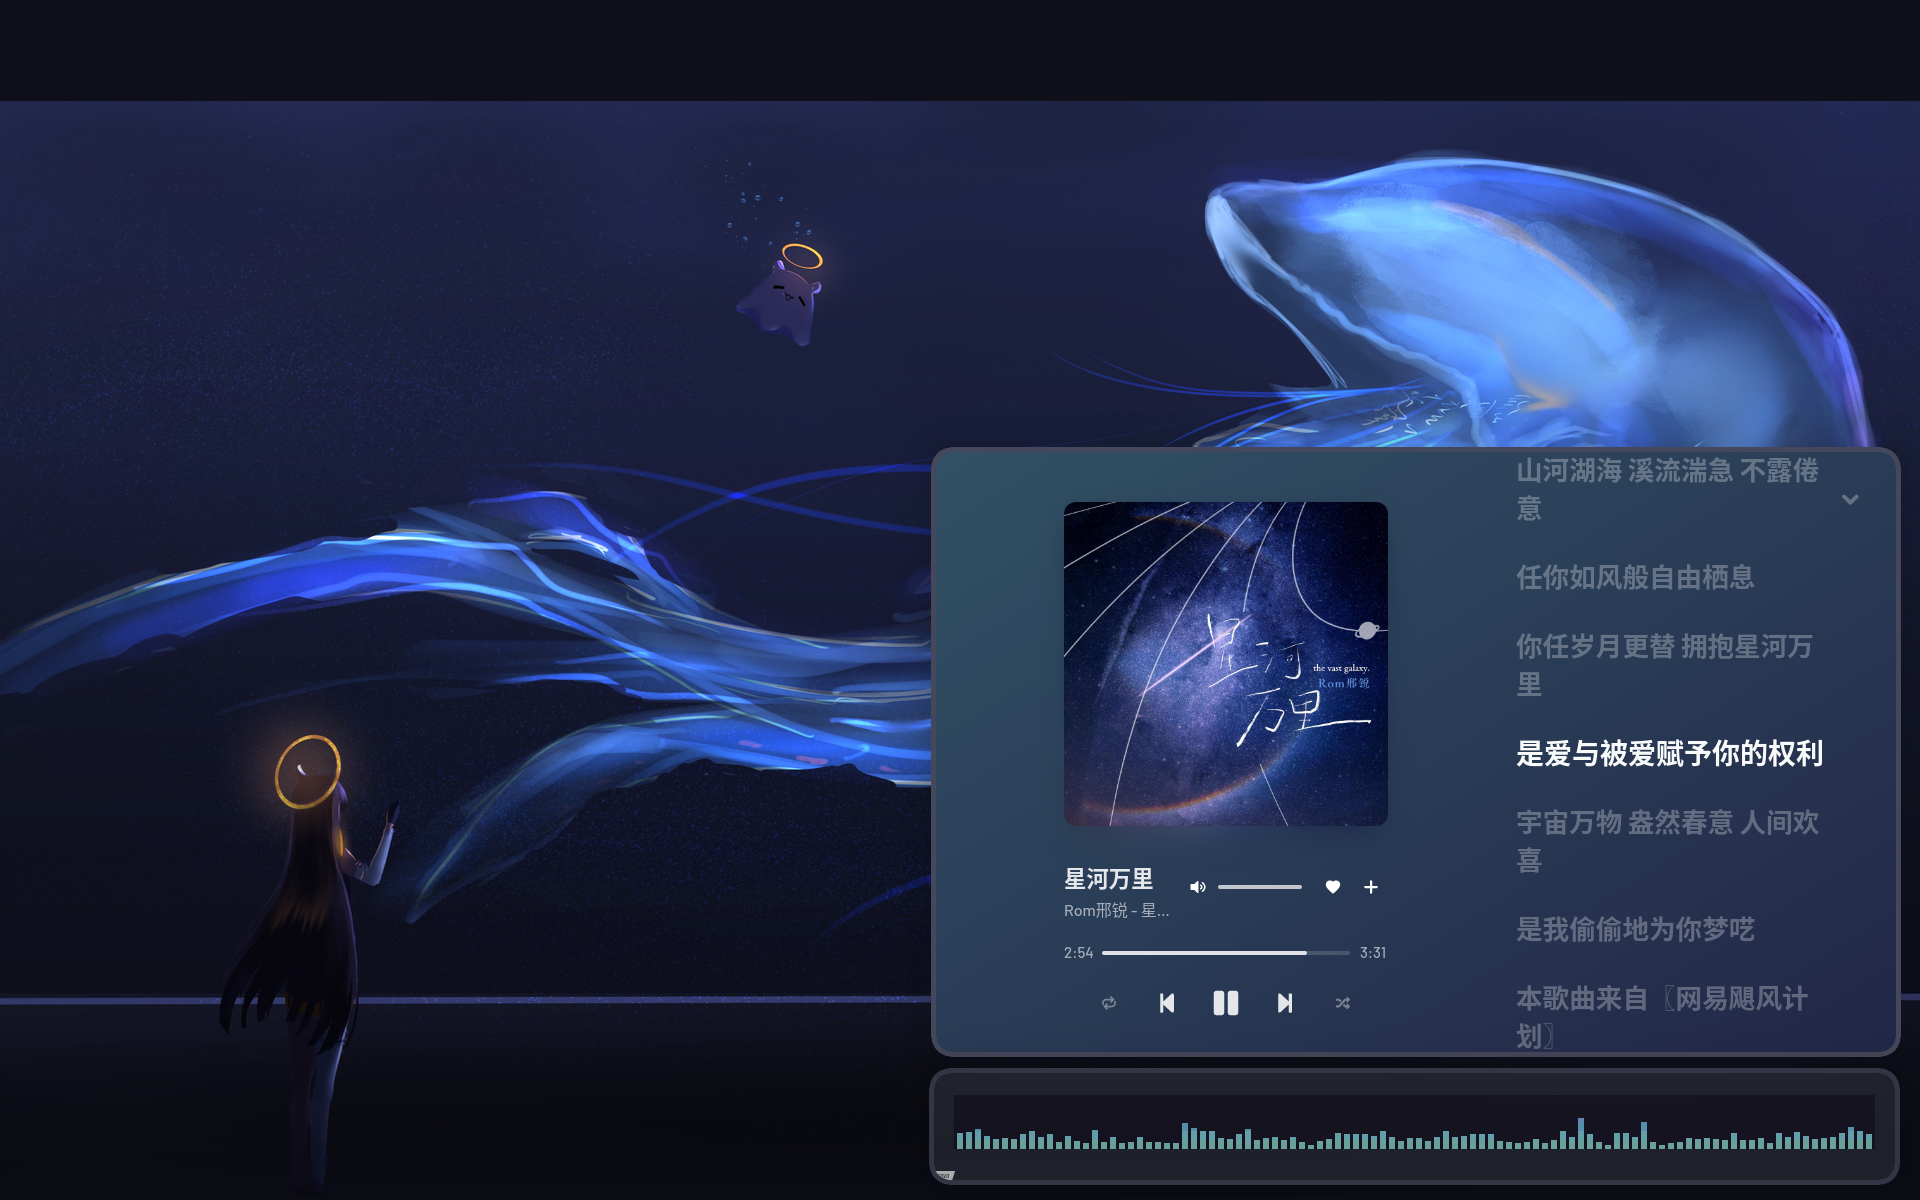 星河
万里
the vast galaxy.
Rom邢锐
星河万里
Rom邢锐 - 星...
2:54
3:31
山河湖海 溪流湍急 不露倦
意
任你如风般自由栖息
你任岁月更替 拥抱星河万
里
是爱与被爱赋予你的权利
宇宙万物 盎然春意 人间欢
喜
是我偷偷地为你梦呓
本歌曲来自〖网易飓风计
划〗